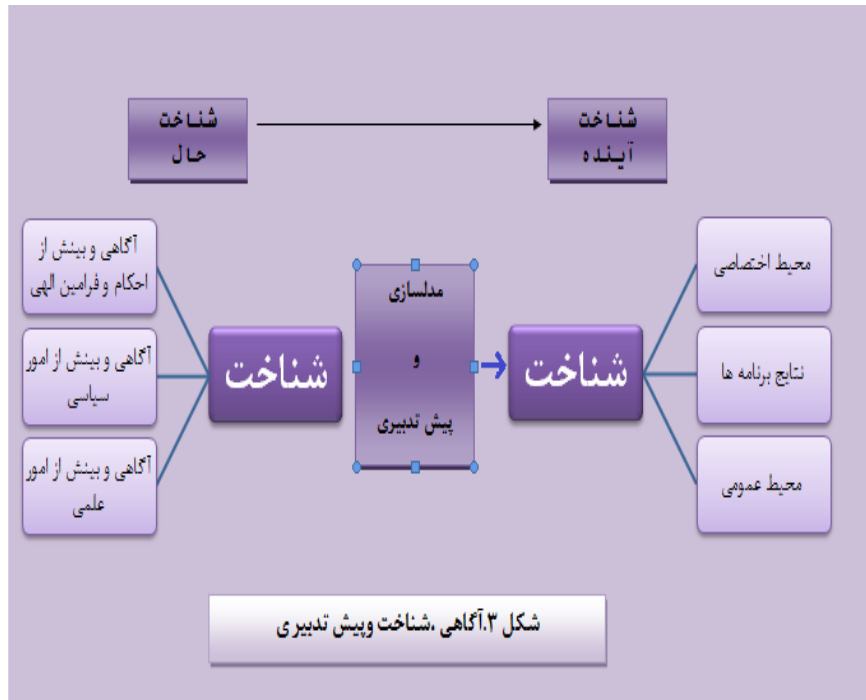 شناخت
حال
شناخت
آینده
آگاهی و بینش از
احکام و فرامین الهی
آگاهی و بینش از امور
سیاسی
آگاهی و بینش از امور
علمی
شناخت
مدلسازی
و
پیش تدبیری
شناخت
محیط اختصاصی
نتایج برنامه ها
محیط عمومی
شکل ۳.آگاهی ،شناخت وپیش تدبیری